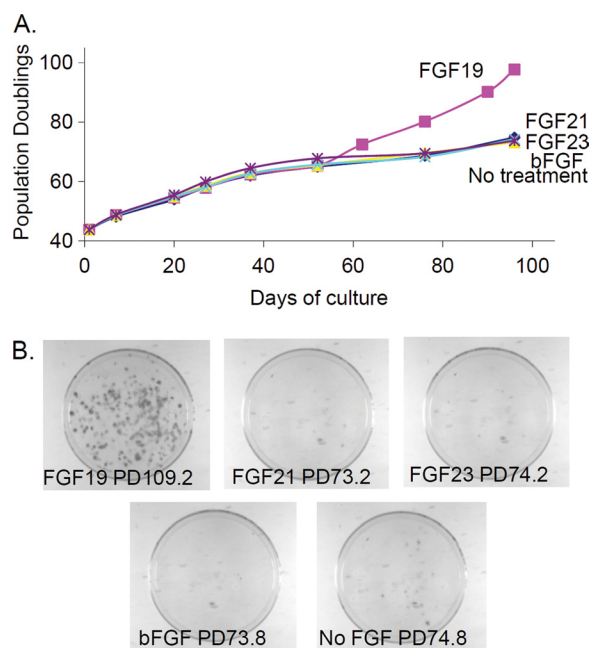 A.
Population Doublings
100
80
60
40
0
20
40
60
80
100
Days of culture
FGF19
FGF21
FGF23
bFGF
No treatment
B.
FGF19 PD109.2
FGF21 PD73.2
FGF23 PD74.2
bFGF PD73.8
No FGF PD74.8